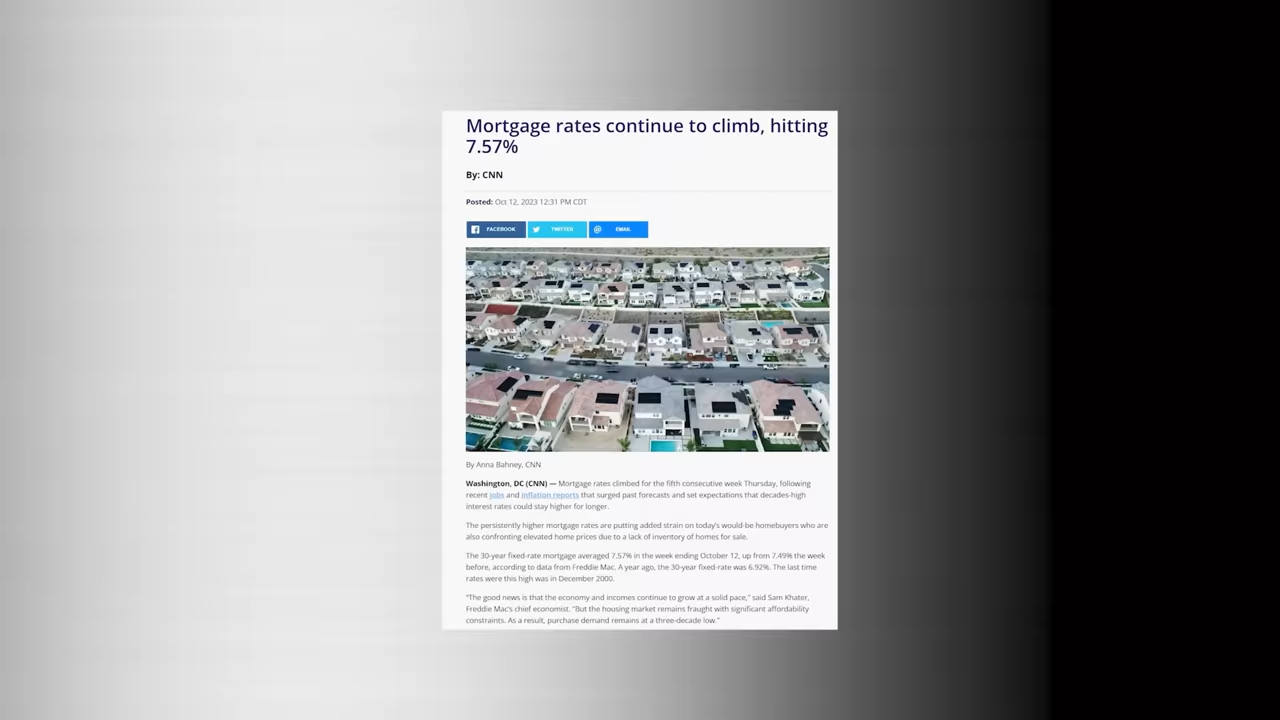 Mortgage rates continue to climb, hitting
7.57%
By: CNN
Posted: Oct 12, 2023 12:31 PM CDT
FACEBOOK TWITTER EMAIL
By Anna Bahney, CNN
Washington, DC (CNN) — Mortgage rates climbed for the fifth consecutive week Thursday, following
recent jobs and inflation reports that surged past forecasts and set expectations that decades-high
interest rates could stay higher for longer.
The persistently higher mortgage rates are putting added strain on today's would-be homebuyers who are
also confronting elevated home prices due to a lack of inventory of homes for sale.
The 30-year fixed-rate mortgage averaged 7.57% in the week ending October 12, up from 7.49% the week
before, according to data from Freddie Mac. A year ago, the 30-year fixed-rate was 6.92%. The last time
rates were this high was in December 2000.
"The good news is that the economy and incomes continue to grow at a solid pace," said Sam Khater,
Freddie Mac's chief economist. "But the housing market remains fraught with significant affordability
constraints. As a result, purchase demand remains at a three-decade low."